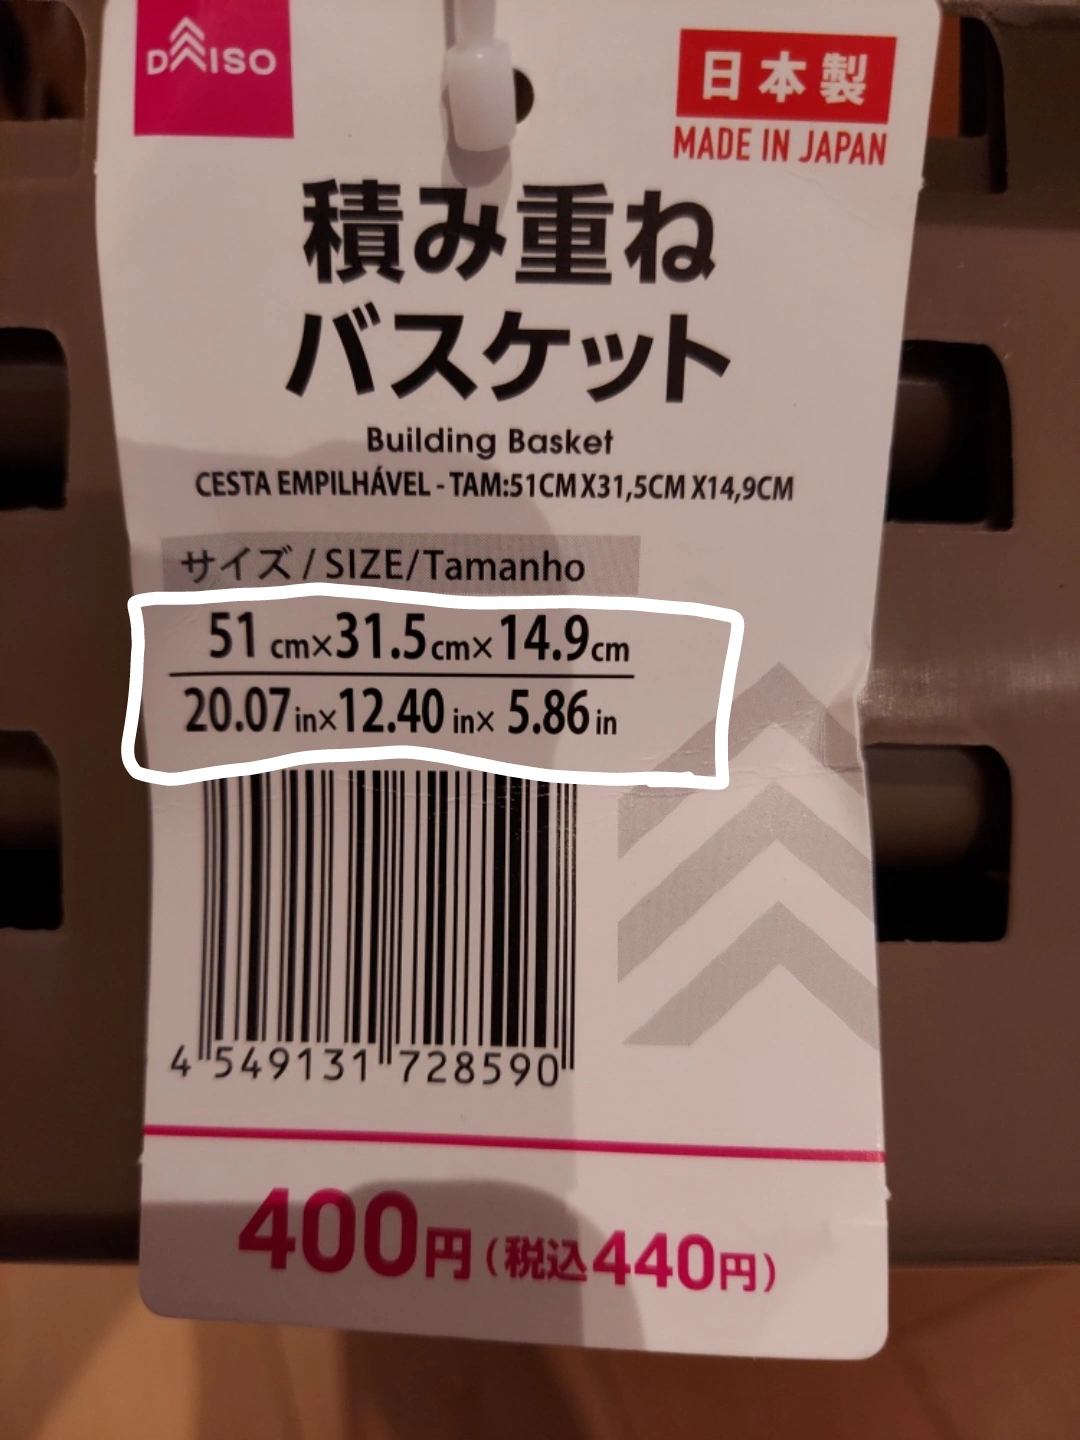 DAISO
日本製
MADE IN JAPAN
積み重ね
バスケット
Building Basket
CESTA EMPILHÁVEL - TAM:51CM X31,5CM X14,9CM
サイズ / SIZE/Tamanho
51 cm×31.5cm×14.9cm
20.07in×12.40 in× 5.86 in
4 549131 728590
400円(税込440円)